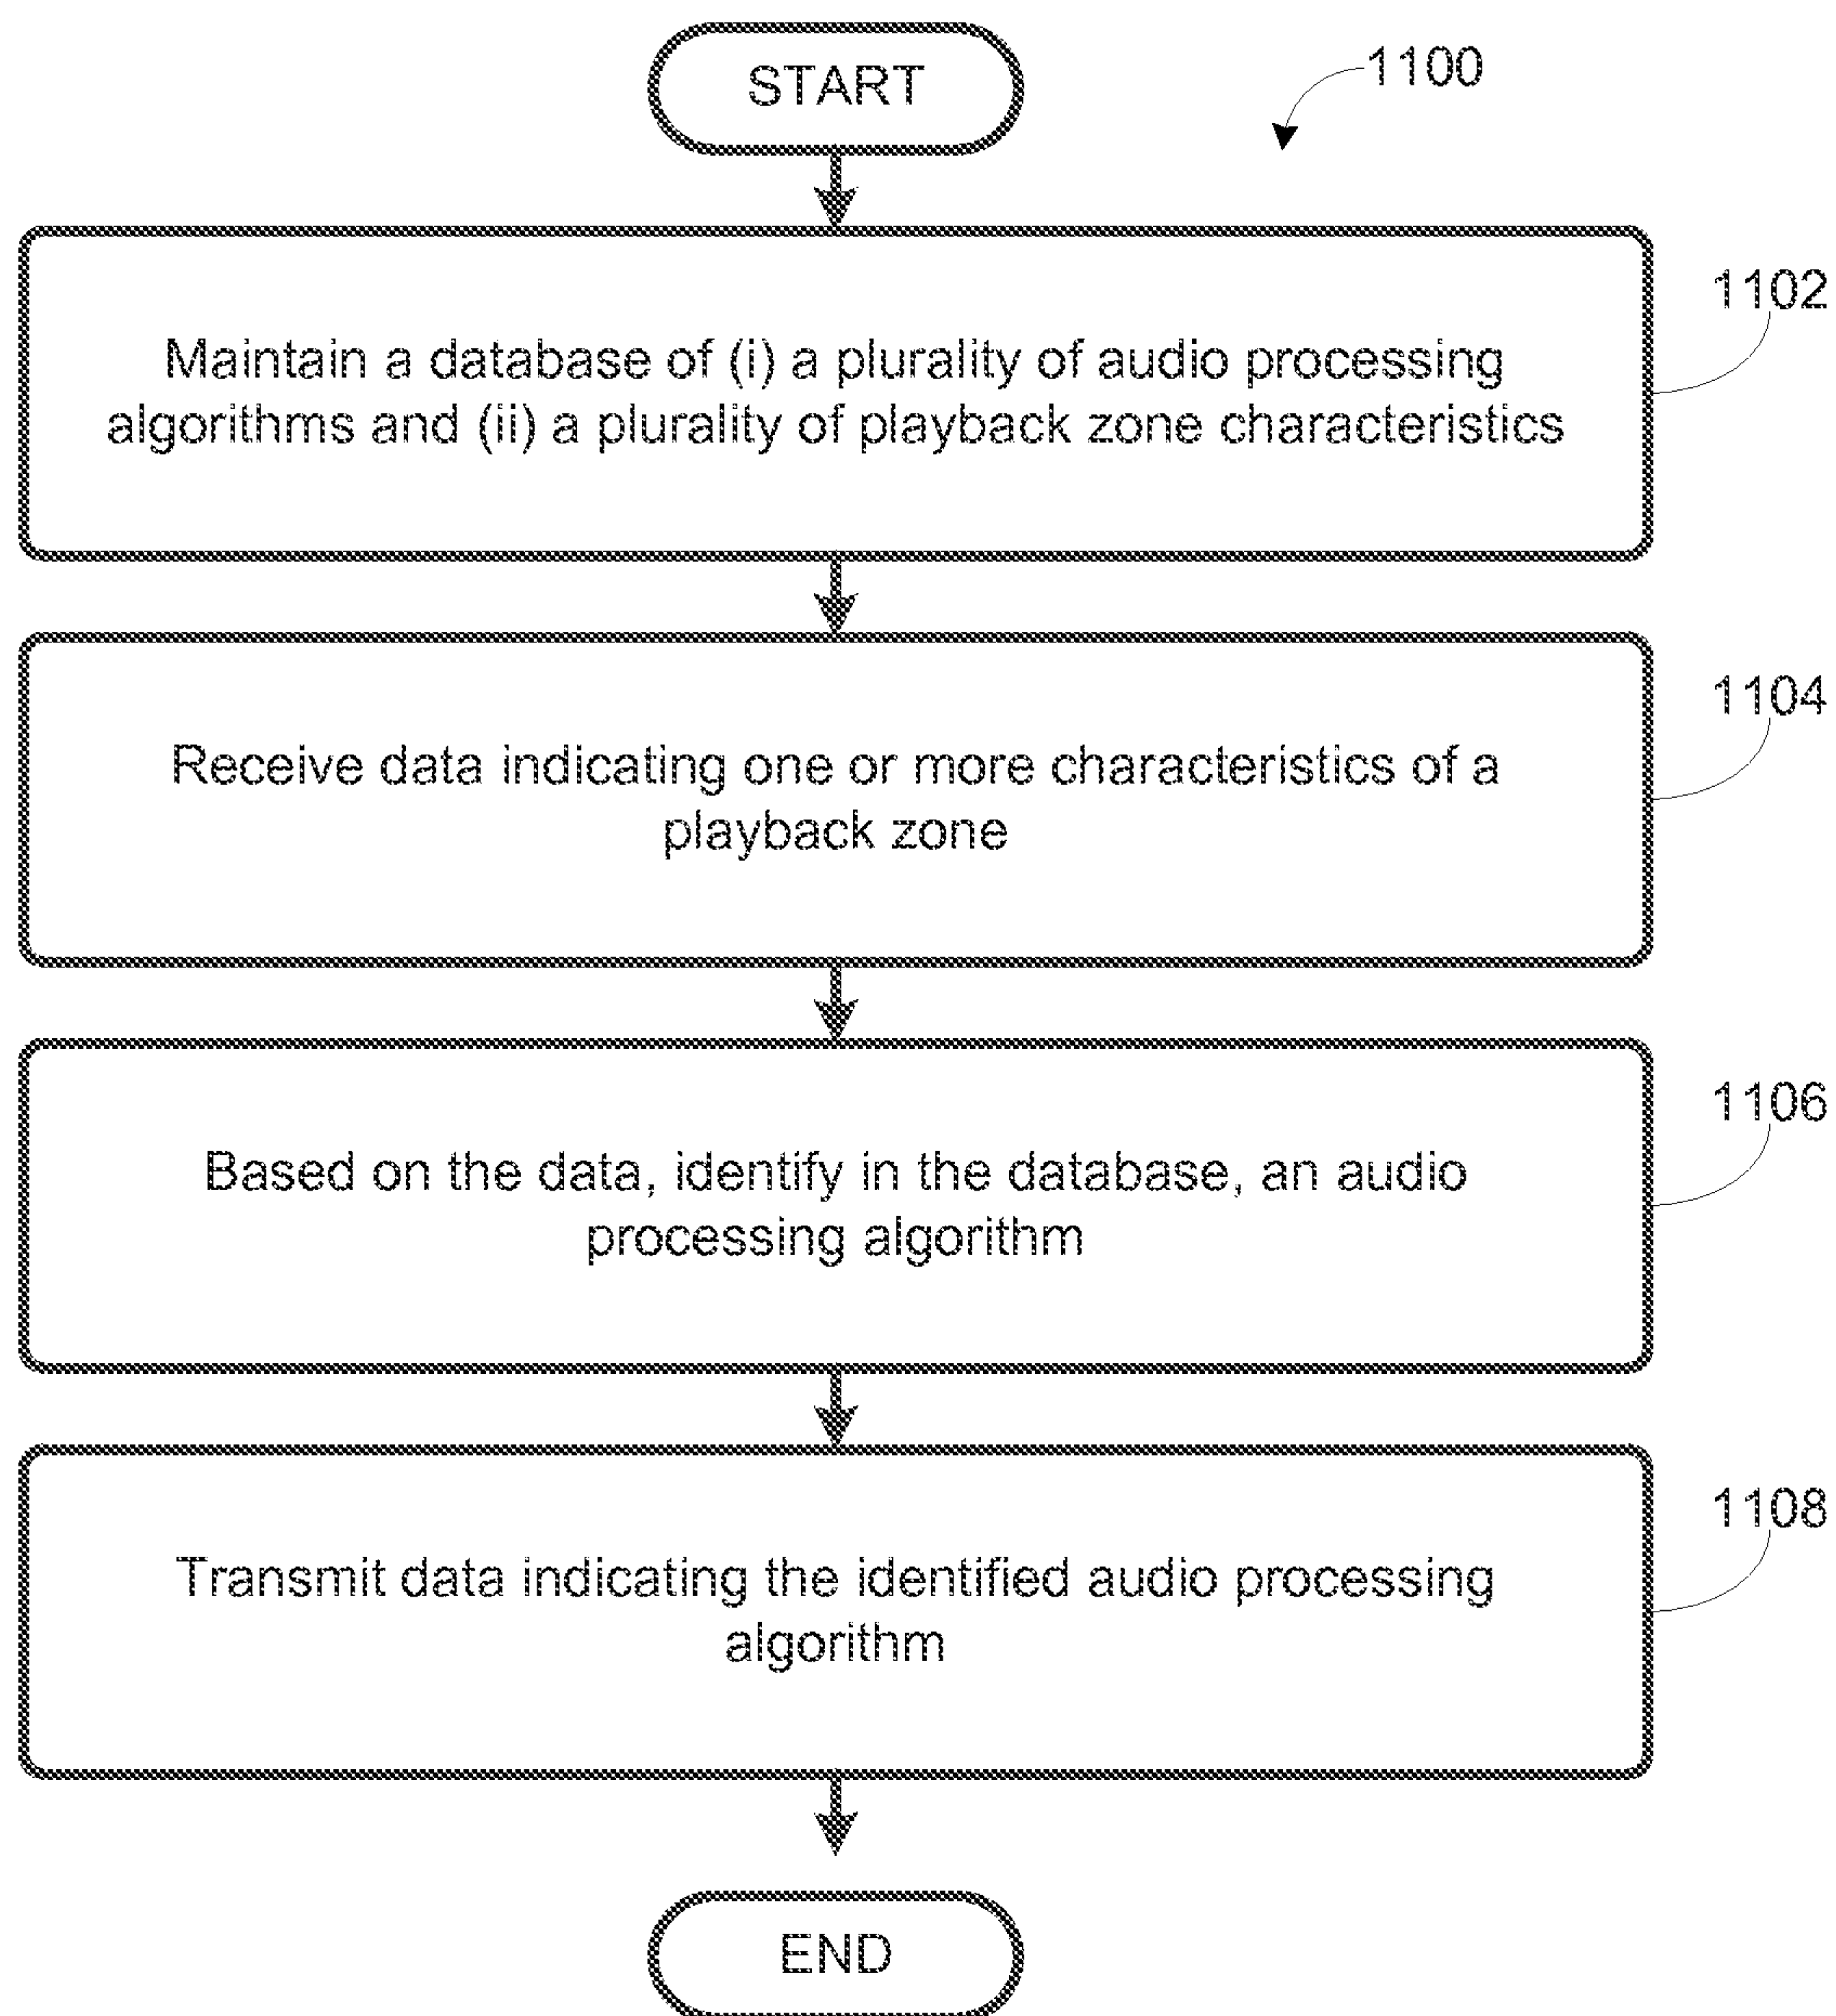 START
1100
1102
Maintain a database of (i) a plurality of audio processing
algorithms and (ii) a plurality of playback zone characteristics
1104
Receive data indicating one or more characteristics of a
playback zone
1106
Based on the data, identify in the database, an audio
processing algorithm
1108
Transmit data indicating the identified audio processing
algorithm
END